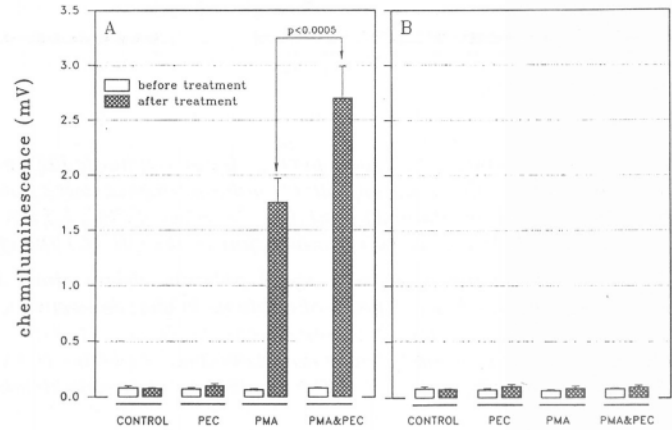 chemiluminescence (mV)
3.5
3.0
2.5
2.0
1.5
1.0
0.5
0.0
A
p<0.0005
before treatment
after treatment
CONTROL PEC PMA PMA&PEC
B
CONTROL PEC PMA PMA&PEC